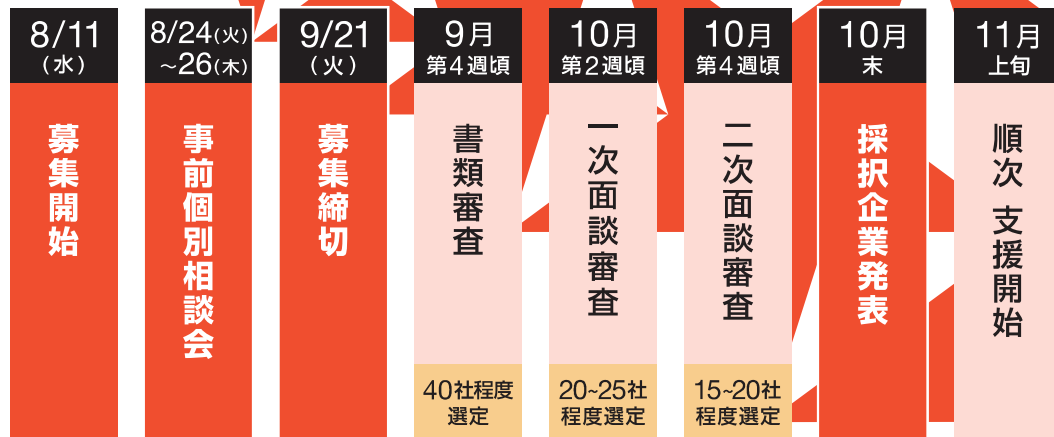 8/11
（水）
募集開始
8/24（火）
～26（木）
事前個別相談会
9/21
（火）
募集締切
9月
第4週頃
書類審査
40社程度
選定
10月
第2週頃
一次面談審査
20~25社
程度選定
10月
第4週頃
二次面談審査
15~20社
程度選定
10月
末
採択企業発表
11月
上旬
順次 支援開始